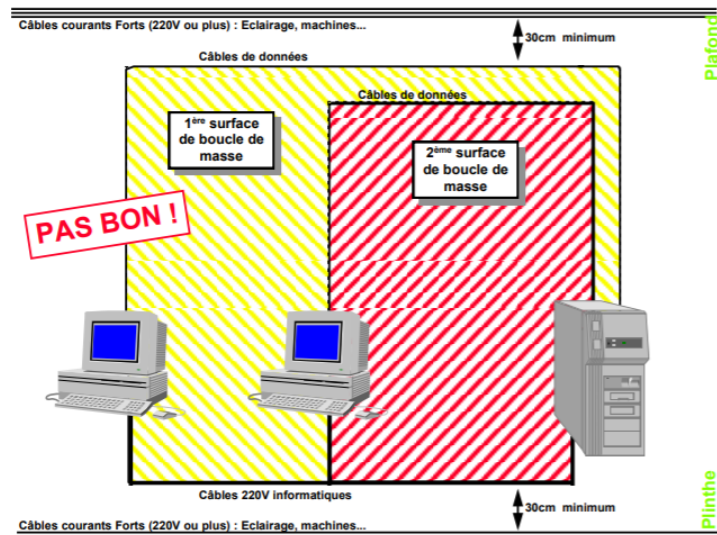 Câbles courants Forts (220V ou plus) : Eclairage, machines...
30cm minimum
Plafond
Câbles de données
Câbles de données
1ère surface
de boucle de
masse
2ème surface
de boucle de
masse
PAS BON !
Câbles 220V informatiques
30cm minimum
Plinthe
Câbles courants Forts (220V ou plus) : Eclairage, machines...